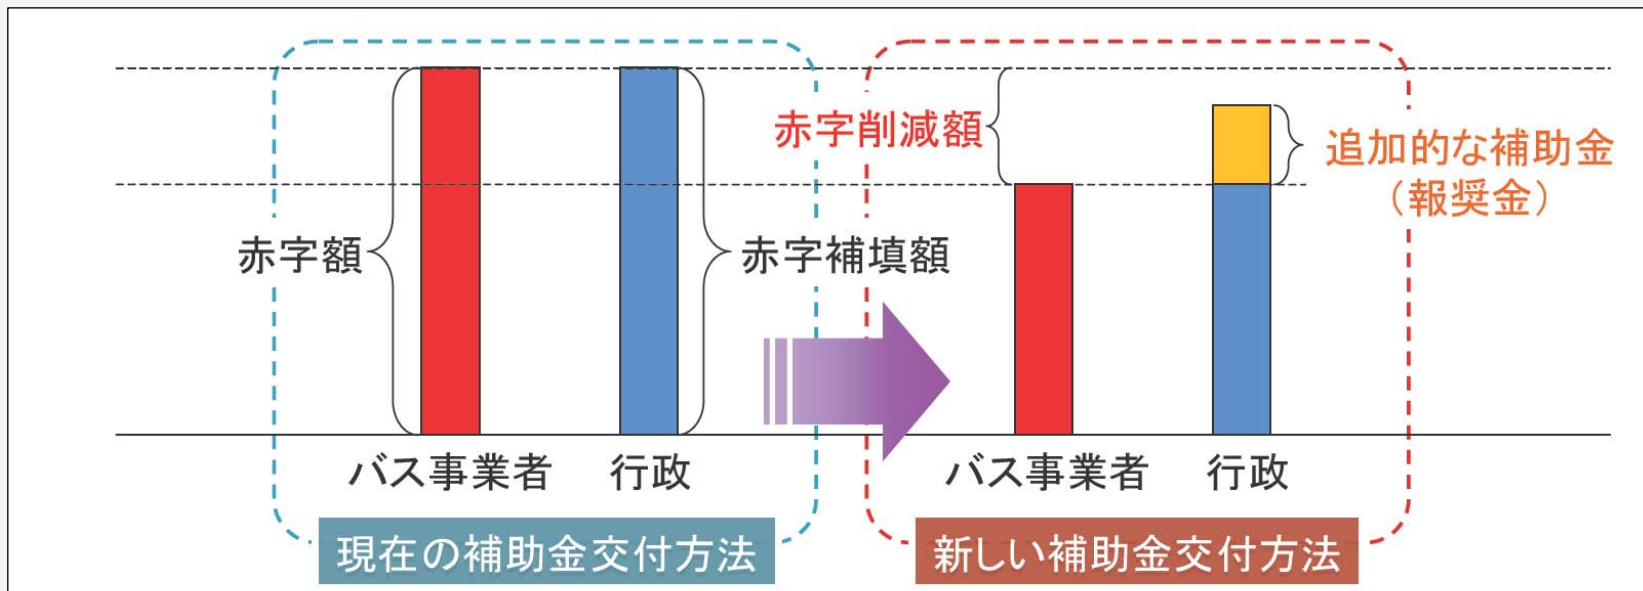 赤字額
赤字補填額
バス事業者
行政
現在の補助金交付方法
赤字削減額
追加的な補助金
（報奨金）
バス事業者
行政
新しい補助金交付方法